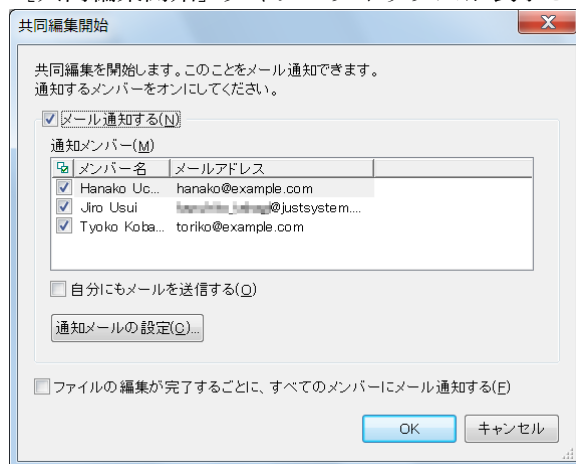 共同編集開始
共同編集を開始します。このことをメール通知できます。
通知するメンバーをオンにしてください。
メール通知する(N)
通知メンバー(M)
メンバー名 メールアドレス
Hanako Uc... hanako@example.com
Jiro Usui @justsystem....
Tyoko Koba... toriko@example.com
自分にもメールを送信する(O)
通知メールの設定(C)...
ファイルの編集が完了するごとに、すべてのメンバーにメール通知する(F)
OK キャンセル